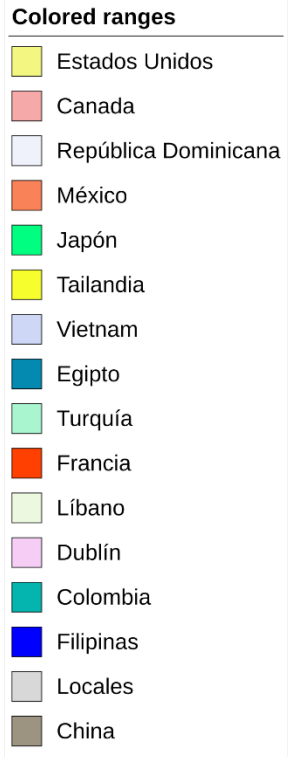 Colored ranges
Estados Unidos
Canada
República Dominicana
México
Japón
Tailandia
Vietnam
Egipto
Turquía
Francia
Líbano
Dublín
Colombia
Filipinas
Locales
China